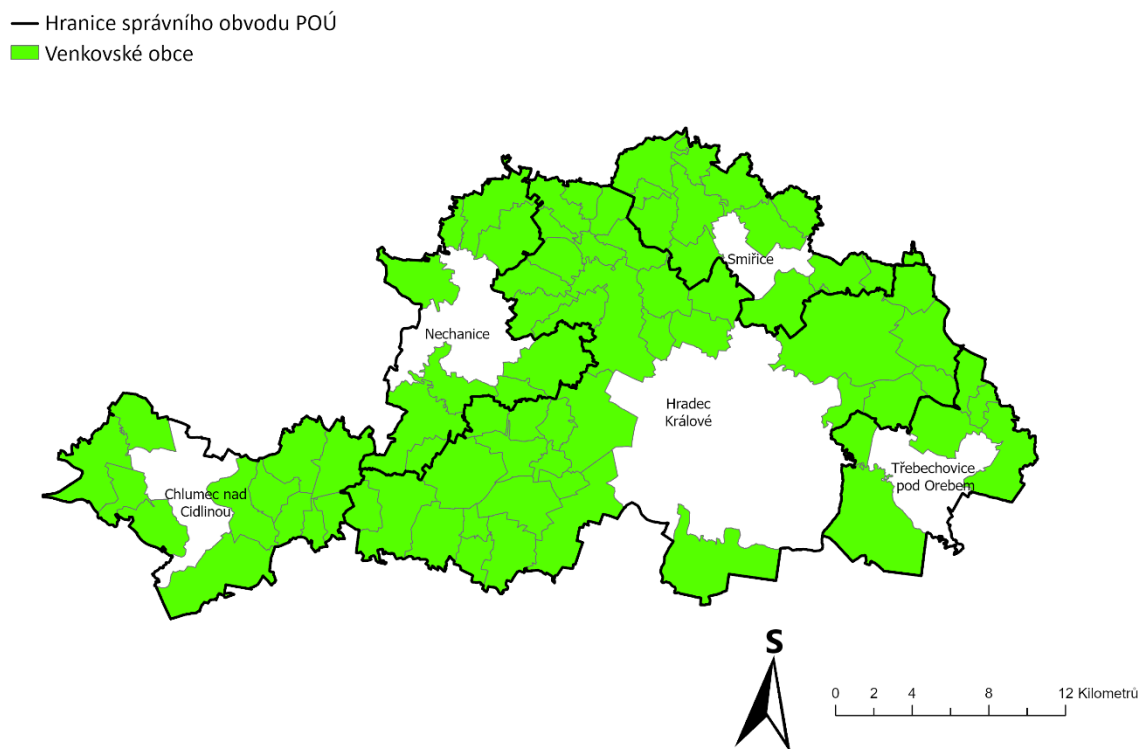 Hranice správního obvodu POÚ
Venkovské obce
Smiřice
Nechanice
Hradec
Králové
Třebechovice
pod Orebem
Chlumec nad
Cidlinou
S
0 2 4 8 12 Kilometrů